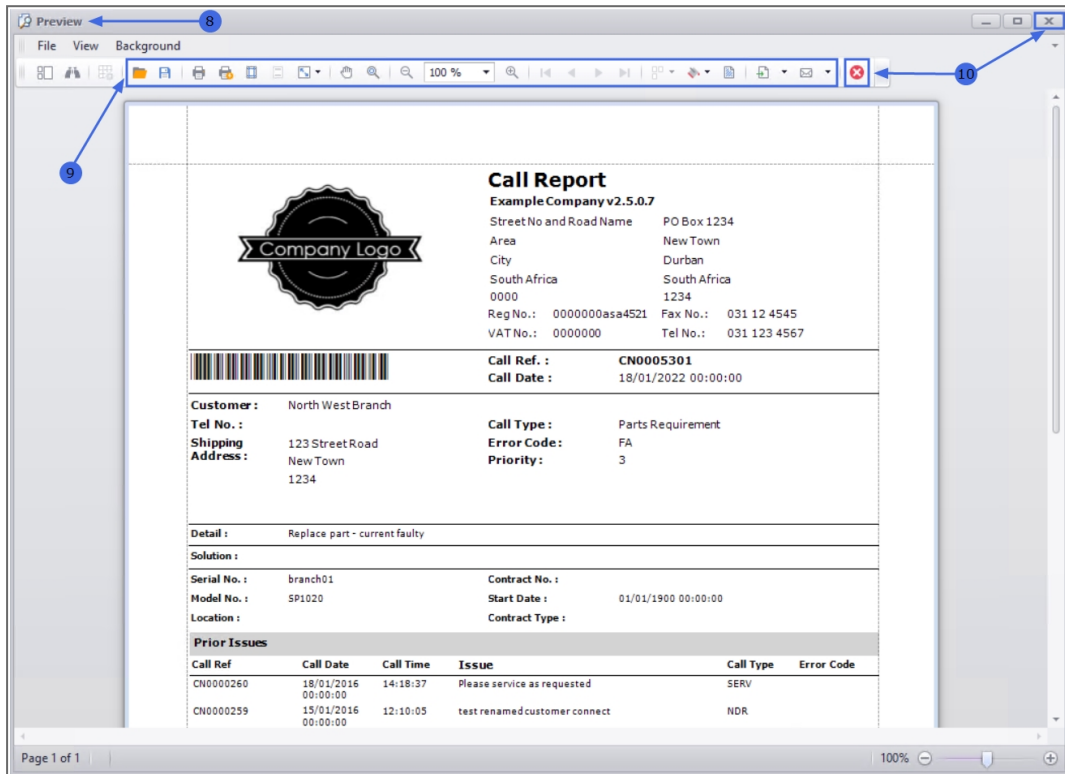 Preview
8
File View Background
100 %
10
9
Company Logo
Call Report
Example Company v2.5.0.7
Street No and Road Name PO Box 1234
Area New Town
City Durban
South Africa South Africa
0000 1234
Reg No.: 0000000asa4521 Fax No.: 031 12 4545
VAT No.: 0000000 Tel No.: 031 123 4567
Call Ref. : CN0005301
Call Date : 18/01/2022 00:00:00
Customer : North West Branch
Tel No. : Call Type : Parts Requirement
Shipping Address : 123 Street Road Error Code : FA
New Town Priority : 3
1234
Detail : Replace part - current faulty
Solution :
Serial No. : branch01 Contract No. :
Model No. : SP1020 Start Date : 01/01/1900 00:00:00
Location : Contract Type :
Prior Issues
Call Ref Call Date Call Time Issue Call Type Error Code
CN0000260 18/01/2016 14:18:37 Please service as requested SERV
00:00:00
CN0000259 15/01/2016 12:10:05 test renamed customer connect NDR
00:00:00
Page 1 of 1 100%